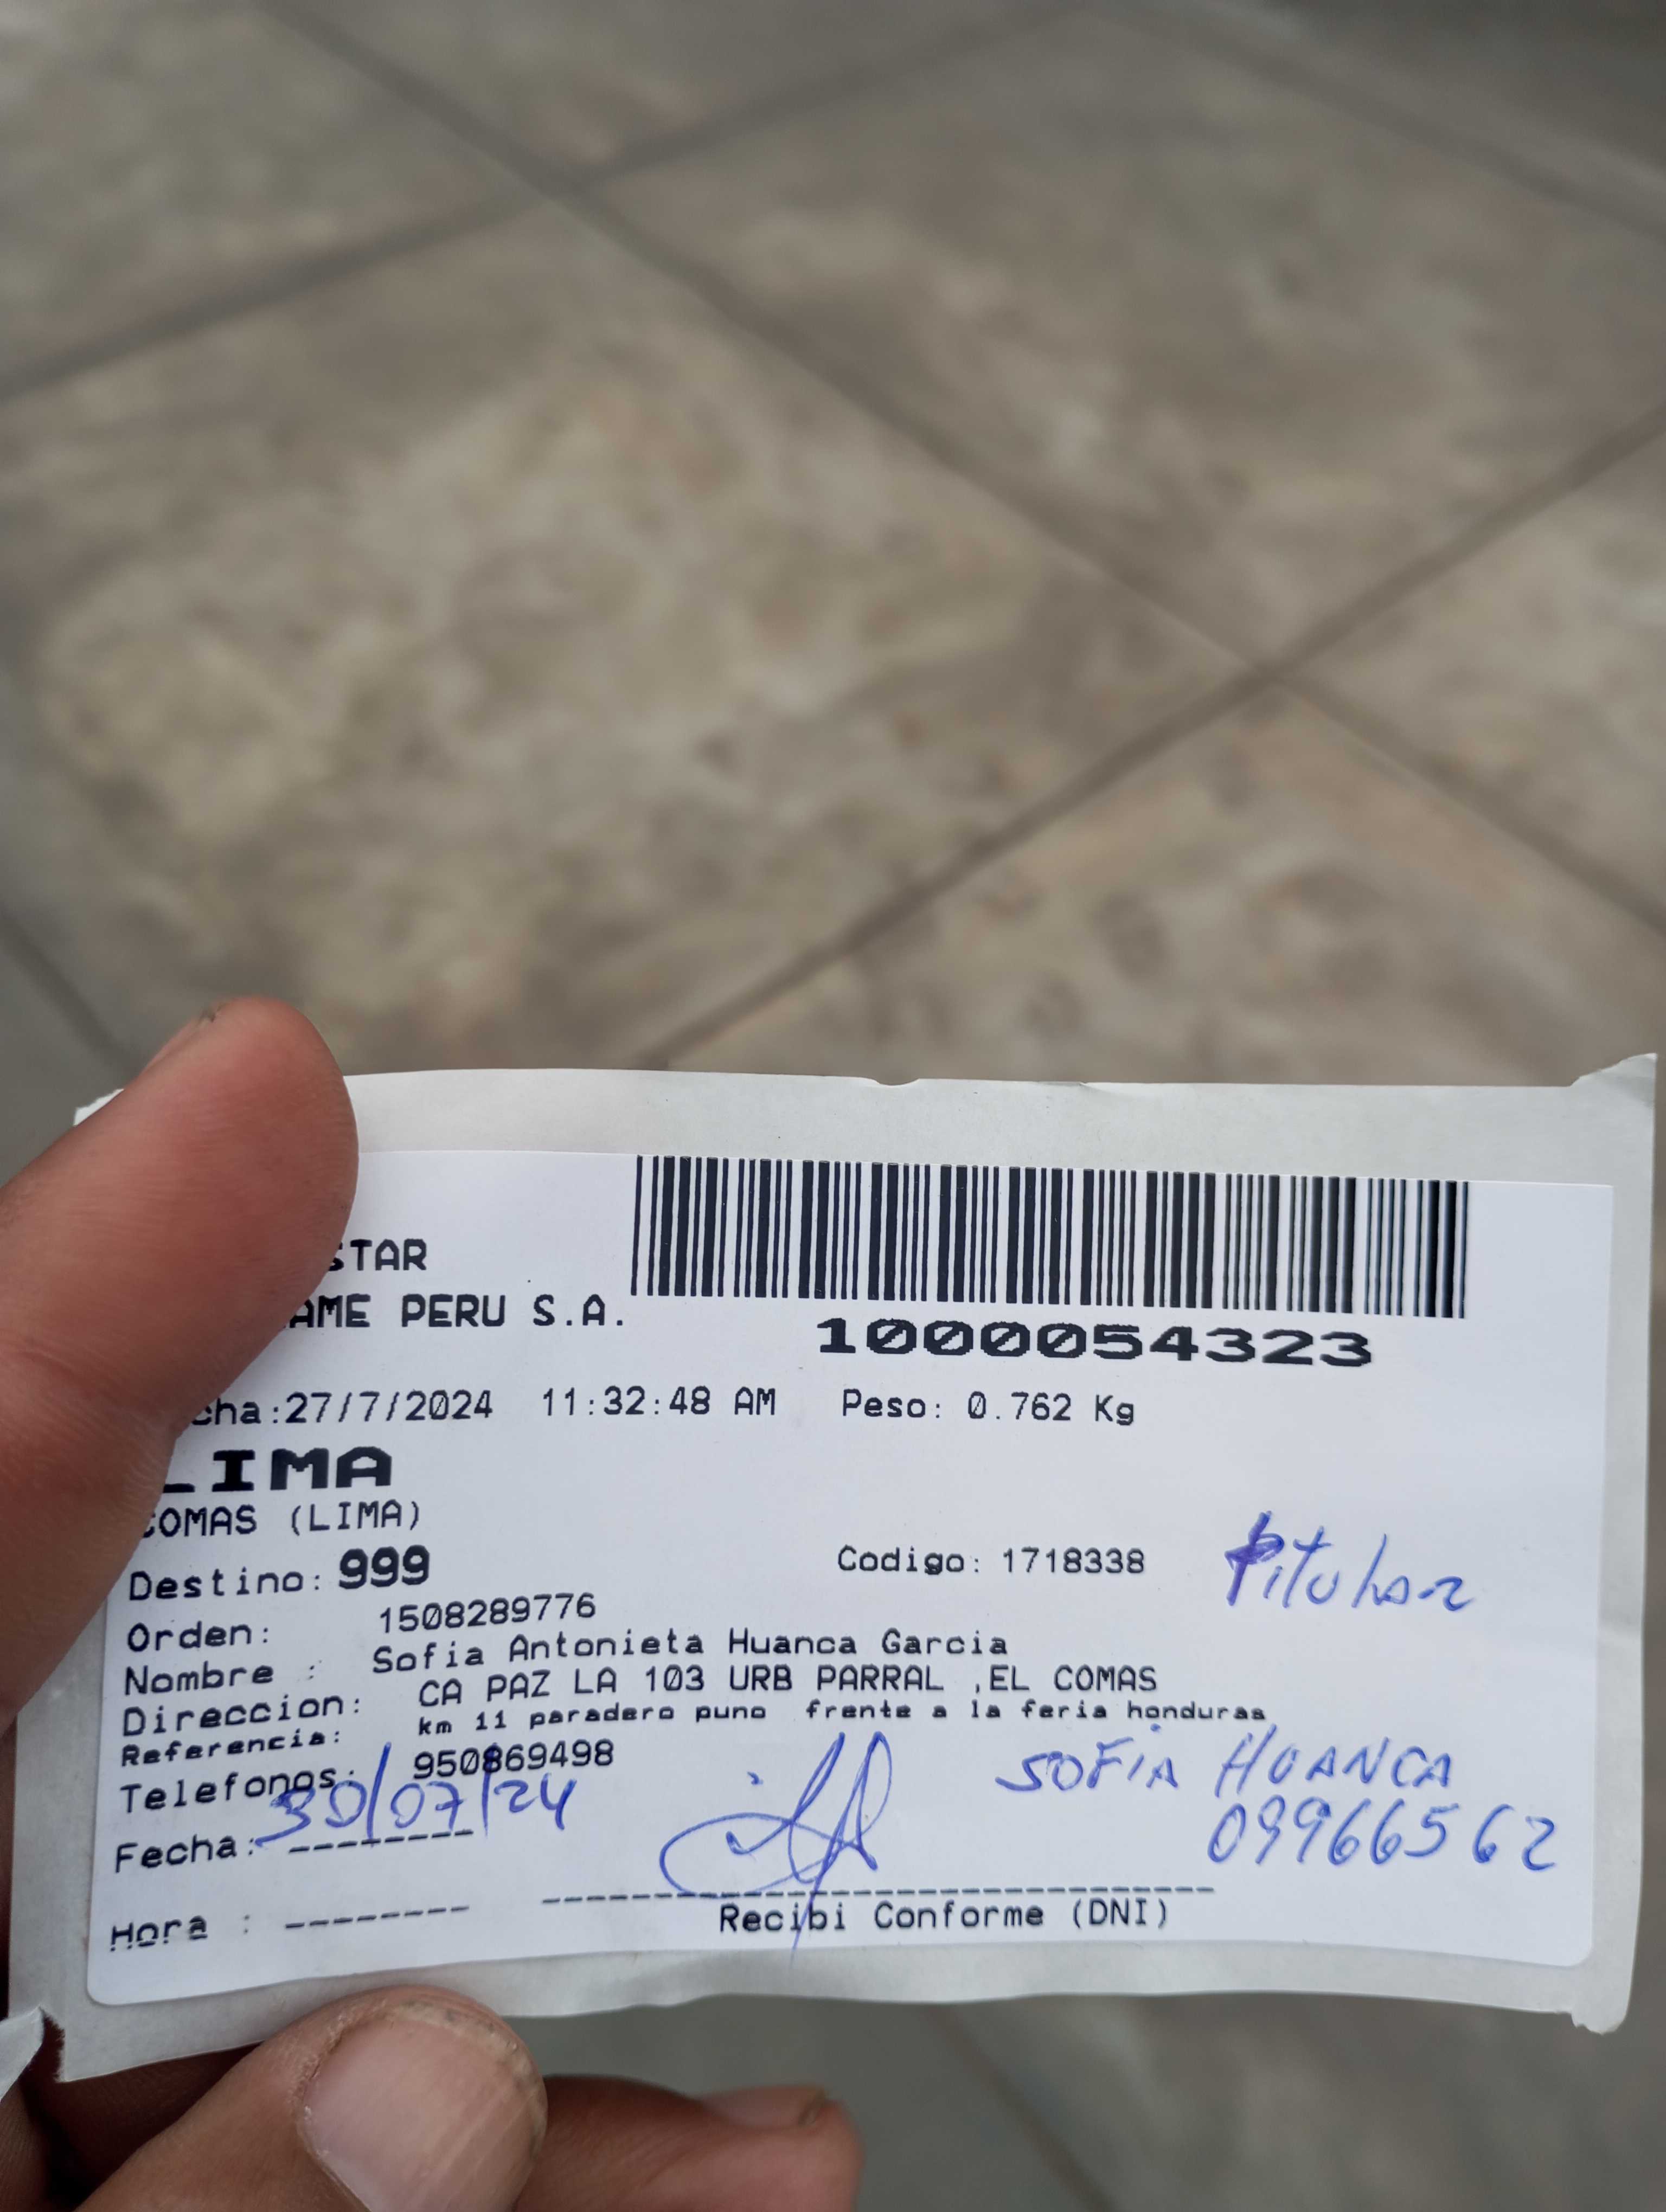 STAR
AME PERU S.A.
1000054323
cha:27/7/2024 11:32:48 AM Peso: 0.762 Kg
LIMA
COMAS (LIMA)
Destino: 999 Codigo: 1718338 titular
Orden: 1508289776
Nombre : Sofia Antonieta Huanca Garcia
Direccion: CA PAZ LA 103 URB PARRAL ,EL COMAS
Referencia: km 11 paradero puno frente a la feria honduras
Telefonos: 950869498 SOFIA HUANCA
Fecha: 30/07/24 09966562
Hora : --------
Recibi Conforme (DNI)